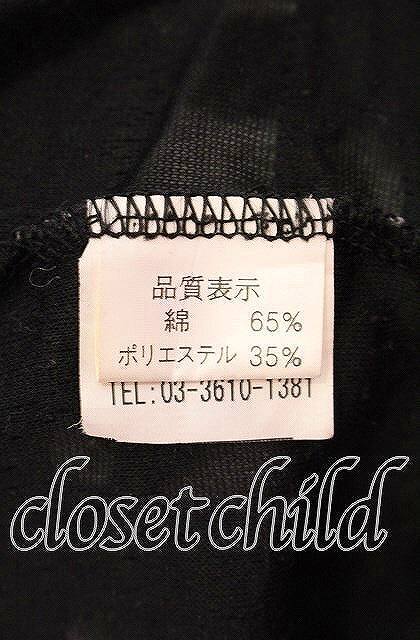 品質表示
綿 65%
ポリエステル 35%
TEL:03-3610-1381
closet child